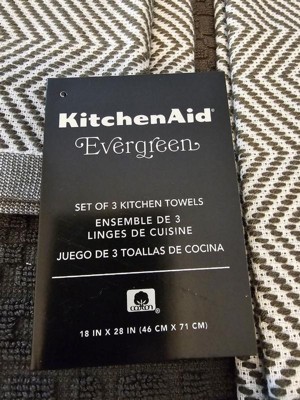 KitchenAid®
Evergreen
SET OF 3 KITCHEN TOWELS
ENSEMBLE DE 3
LINGES DE CUISINE
JUEGO DE 3 TOALLAS DE COCINA
18 IN X 28 IN (46 CM X 71 CM)